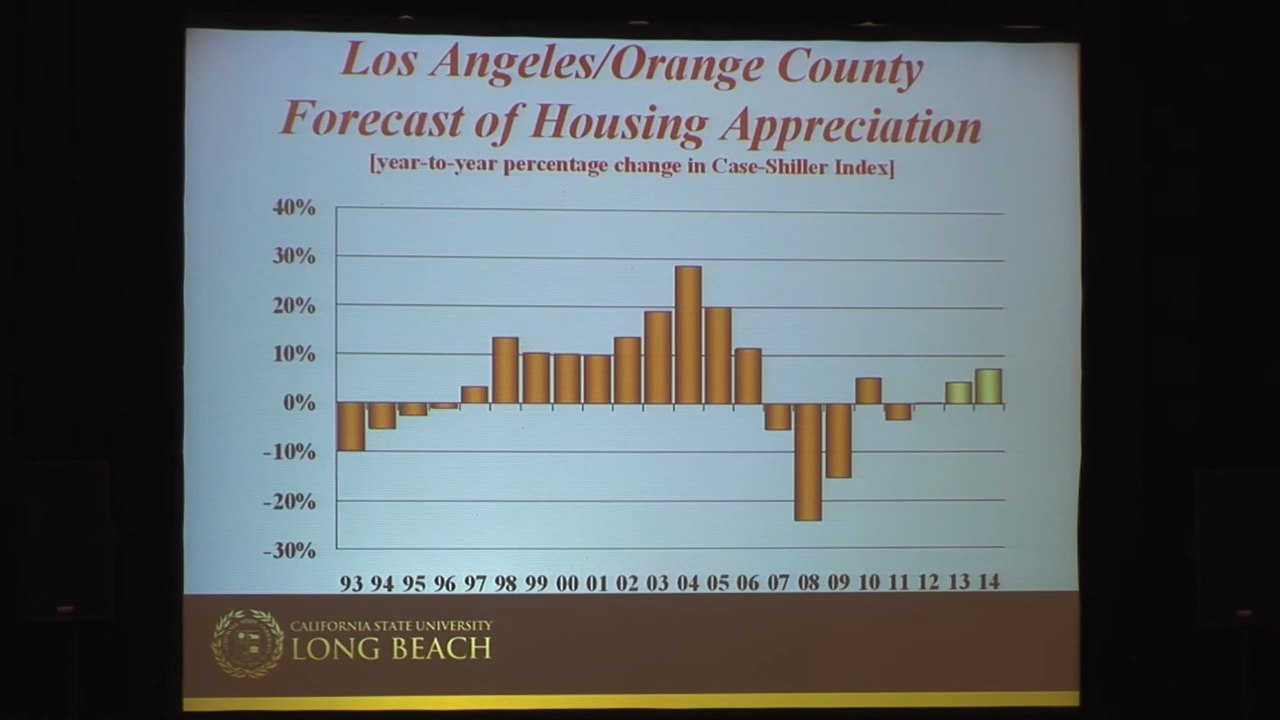 Los Angeles/Orange County
Forecast of Housing Appreciation
[year-to-year percentage change in Case-Shiller Index]
40%
30%
20%
10%
0%
-10%
-20%
-30%
93 94 95 96 97 98 99 00 01 02 03 04 05 06 07 08 09 10 11 12 13 14
CALIFORNIA STATE UNIVERSITY
LONG BEACH